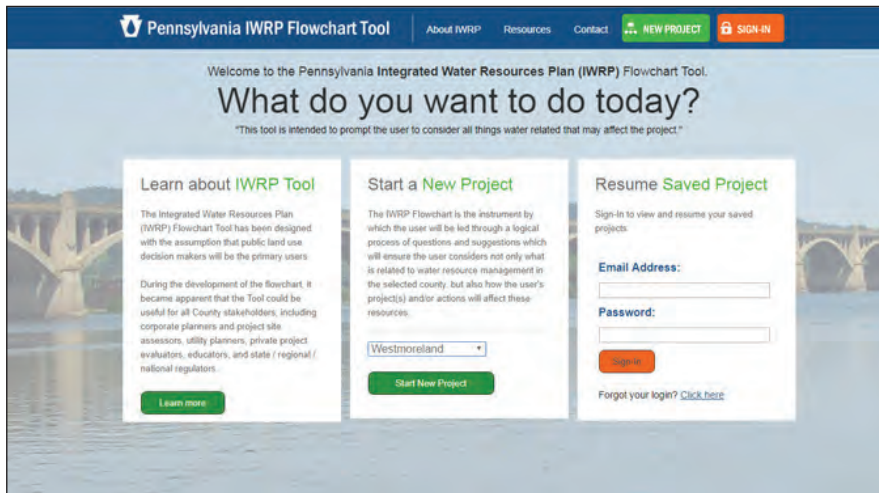 Pennsylvania IWRP Flowchart Tool
About IWRP
Resources
Contact
NEW PROJECT
SIGN-IN
Welcome to the Pennsylvania Integrated Water Resources Plan (IWRP) Flowchart Tool.
What do you want to do today?
"This tool is intended to prompt the user to consider all things water related that may affect the project."
Learn about IWRP Tool
The Integrated Water Resources Plan
(IWRP) Flowchart Tool has been designed
with the assumption that public land use
decision makers will be the primary users
During the development of the flowchart, it
became apparent that the Tool could be
useful for all County stakeholders, including
corporate planners and project site
assessors, utility planners, private project
evaluators, educators, and state / regional /
national regulators.
Learn more
Start a New Project
The IWRP Flowchart is the instrument by
which the user will be led through a logical
process of questions and suggestions which
will ensure the user considers not only what
is related to water resource management in
the selected county, but also how the user's
project(s) and/or actions will affect these
resources.
Westmoreland
Start New Project
Resume Saved Project
Sign-In to view and resume your saved
projects
Email Address:
Password:
Sign-In
Forgot your login? Click here